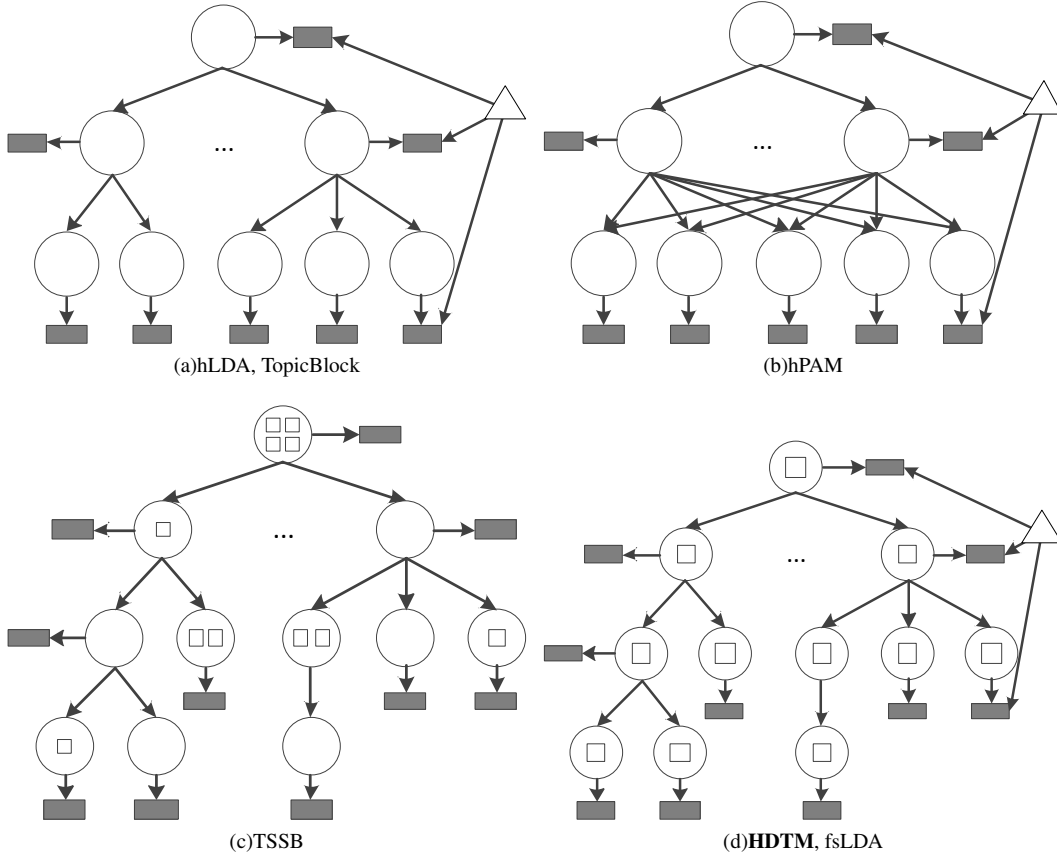 ...
...
(a)hLDA, TopicBlock
(b)hPAM
...
...
(c)TSSB
(d)HDTM, fsLDA